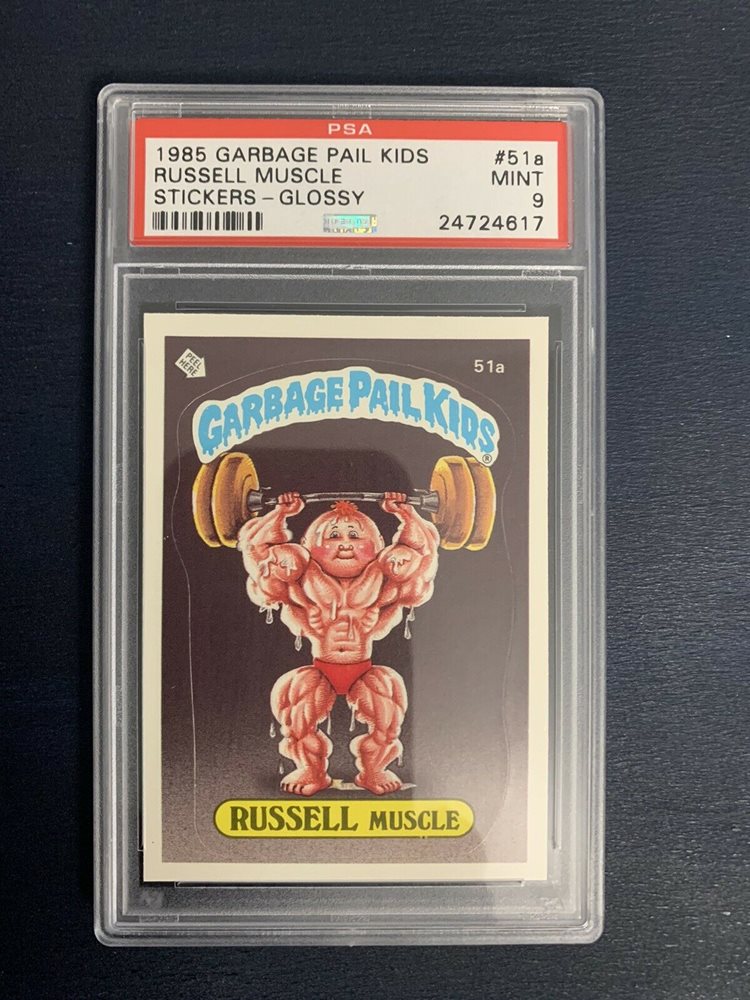 PSA
1985 GARBAGE PAIL KIDS #51a
RUSSELL MUSCLE MINT
STICKERS – GLOSSY 9
24724617
PEEL
HERE
51a
GARBAGE PAIL KIDS®
RUSSELL MUSCLE